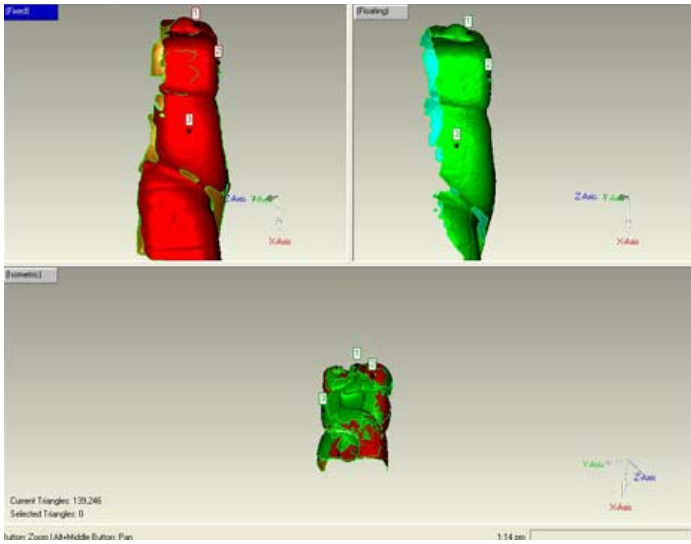 (Fixed)
1
2
3
Z-Axis Y-Axis
X-Axis
(Floating)
1
2
3
Z-Axis Y-Axis
X-Axis
(Isometric)
1
2
3
Y-Axis
Z-Axis
X-Axis
Current Triangles: 139,246
Selected Triangles: 0
Button: Zoom | Alt+Middle Button: Pan
1:14 pm